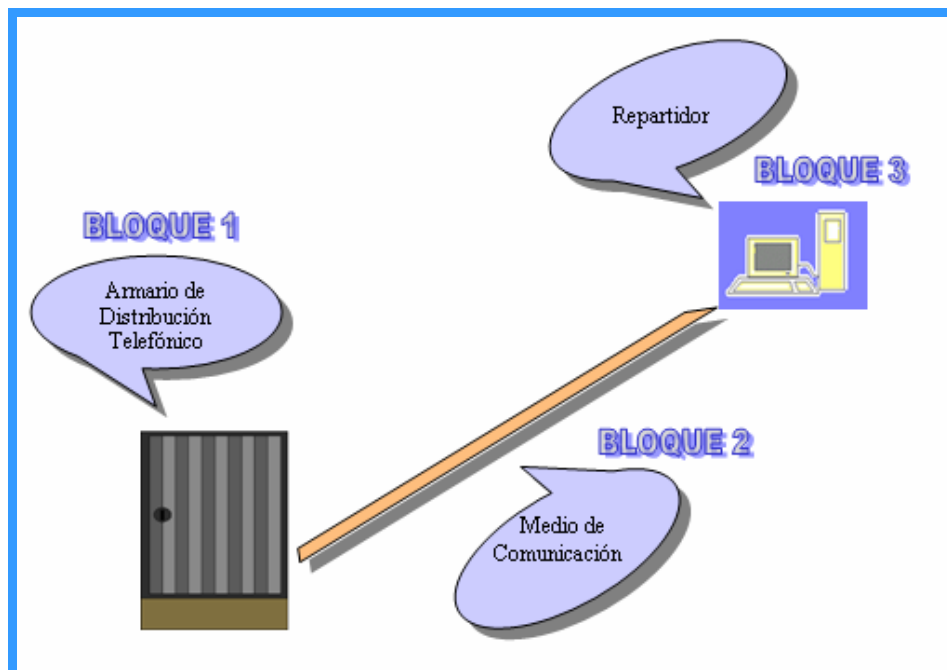 Repartidor
BLOQUE 3
BLOQUE 1
Armario de
Distribución
Telefónico
BLOQUE 2
Medio de
Comunicación